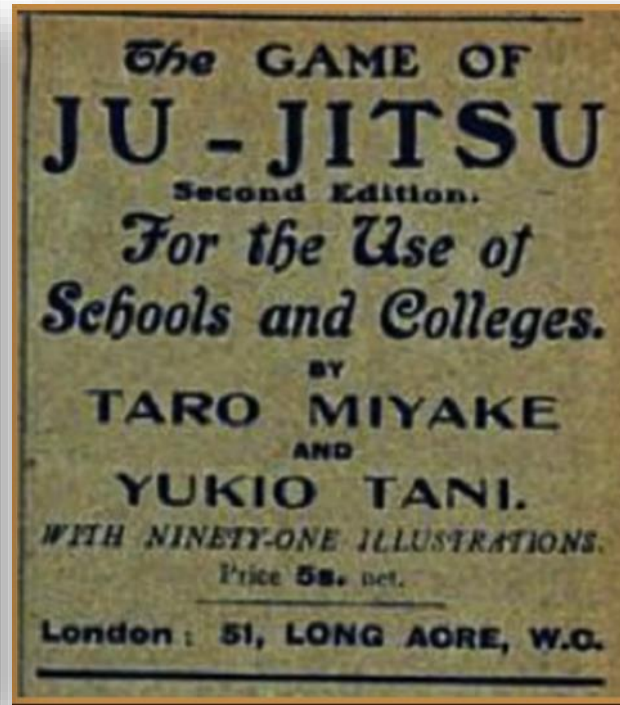 The GAME OF
JU - JITSU
Second Edition.
For the Use of
Schools and Colleges.
BY
TARO MIYAKE
AND
YUKIO TANI.
WITH NINETY-ONE ILLUSTRATIONS.
Price 5s. net.
London: 51, LONG ACRE, W.C.